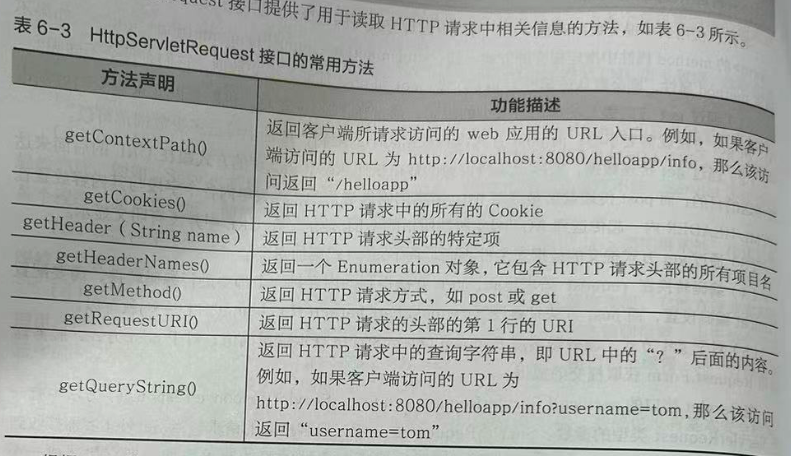 quest 接口提供了用于读取 HTTP 请求中相关信息的方法，如表 6-3 所示。
表 6-3 HttpServletRequest 接口的常用方法
方法声明
功能描述
getContextPath()
返回客户端所请求访问的 web 应用的 URL 入口。例如，如果客户
端访问的 URL 为 http://localhost:8080/helloapp/info，那么该访
问返回“/helloapp”
getCookies()
返回 HTTP 请求中的所有的 Cookie
getHeader（String name）
返回 HTTP 请求头部的特定项
getHeaderNames()
返回一个 Enumeration 对象，它包含 HTTP 请求头部的所有项目名
getMethod()
返回 HTTP 请求方式，如 post 或 get
getRequestURI()
返回 HTTP 请求的头部的第 1 行的 URI
getQueryString()
返回 HTTP 请求中的查询字符串，即 URL 中的“？”后面的内容。
例如，如果客户端访问的 URL 为
http://localhost:8080/helloapp/info?username=tom，那么该访问
返回“username=tom”